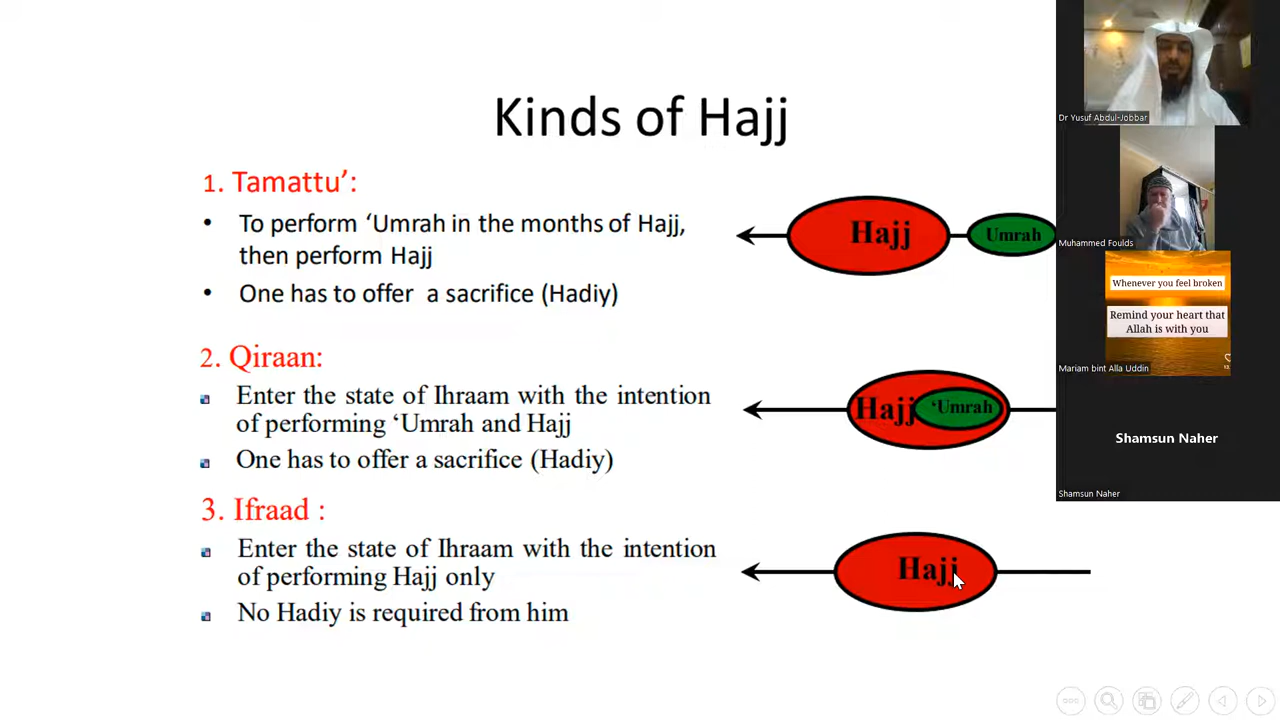 Kinds of Hajj
1. Tamattu’:
• To perform ‘Umrah in the months of Hajj,
then perform Hajj
• One has to offer a sacrifice (Hadiy)
Hajj
Umrah
2. Qiraan:
Enter the state of Ihraam with the intention
of performing ‘Umrah and Hajj
One has to offer a sacrifice (Hadiy)
Hajj
‘Umrah
3. Ifraad :
Enter the state of Ihraam with the intention
of performing Hajj only
No Hadiy is required from him
Hajj
Dr Yusuf Abdul-Jobbar
Muhammed Foulds
Whenever you feel broken
Remind your heart that
Allah is with you
Mariam bint Alla Uddin
Shamsun Naher
Shamsun Naher